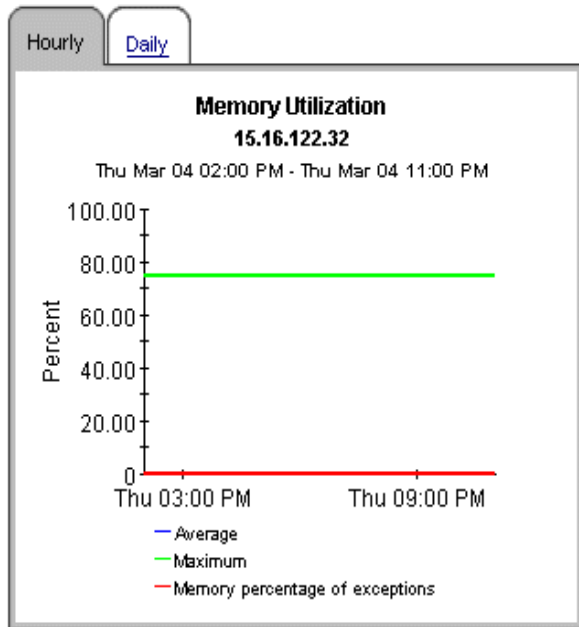 Hourly Daily
Memory Utilization
15.16.122.32
Thu Mar 04 02:00 PM - Thu Mar 04 11:00 PM
100.00
80.00
60.00
40.00
20.00
0
Percent
Thu 03:00 PM Thu 09:00 PM
Average
Maximum
Memory percentage of exceptions